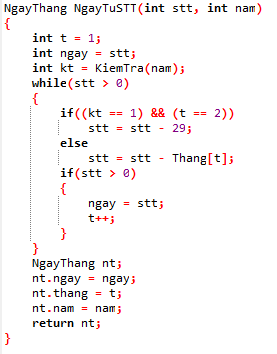 NgayThang NgayTuSTT(int stt, int nam)
{
    int t = 1;
    int ngay = stt;
    int kt = KiemTra(nam);
    while(stt > 0)
    {
        if((kt == 1) && (t == 2))
            stt = stt - 29;
        else
            stt = stt - Thang[t];
        if(stt > 0)
        {
            ngay = stt;
            t++;
        }
    }
    NgayThang nt;
    nt.ngay = ngay;
    nt.thang = t;
    nt.nam = nam;
    return nt;
}